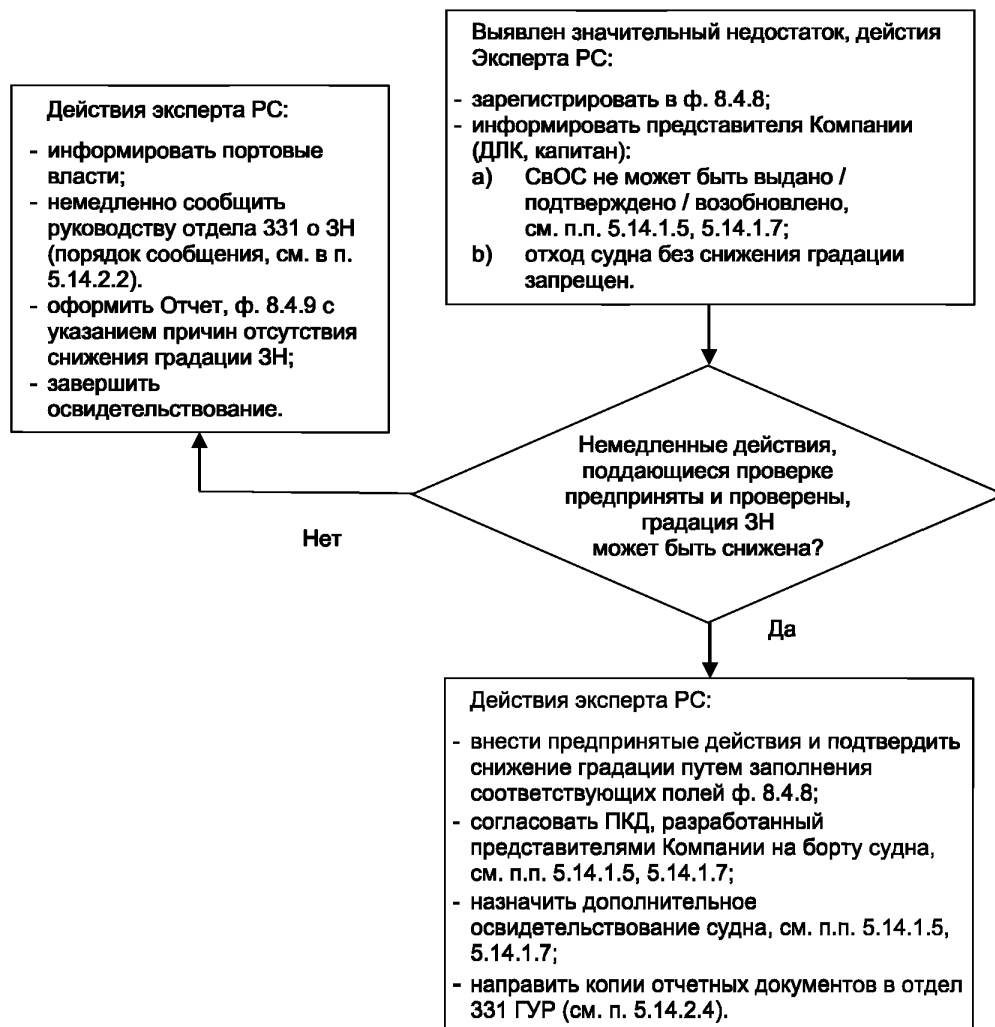 Выявлен значительный недостаток, дейстия
Эксперта РС:
- зарегистрировать в ф. 8.4.8;
- информировать представителя Компании
(ДЛК, капитан):
a) СвОС не может быть выдано /
подтверждено / возобновлено,
см. п.п. 5.14.1.5, 5.14.1.7;
b) отход судна без снижения градации
запрещен.
Действия эксперта РС:
- информировать портовые
власти;
- немедленно сообщить
руководству отдела 331 о ЗН
(порядок сообщения, см. в п.
5.14.2.2).
- оформить Отчет, ф. 8.4.9 с
указанием причин отсутствия
снижения градации ЗН;
- завершить
освидетельствование.
Немедленные действия,
поддающиеся проверке
предприняты и проверены,
градация ЗН
может быть снижена?
Нет
Да
Действия эксперта РС:
- внести предпринятые действия и подтвердить
снижение градации путем заполнения
соответствующих полей ф. 8.4.8;
- согласовать ПКД, разработанный
представителями Компании на борту судна,
см. п.п. 5.14.1.5, 5.14.1.7;
- назначить дополнительное
освидетельствование судна, см. п.п. 5.14.1.5,
5.14.1.7;
- направить копии отчетных документов в отдел
331 ГУР (см. п. 5.14.2.4).